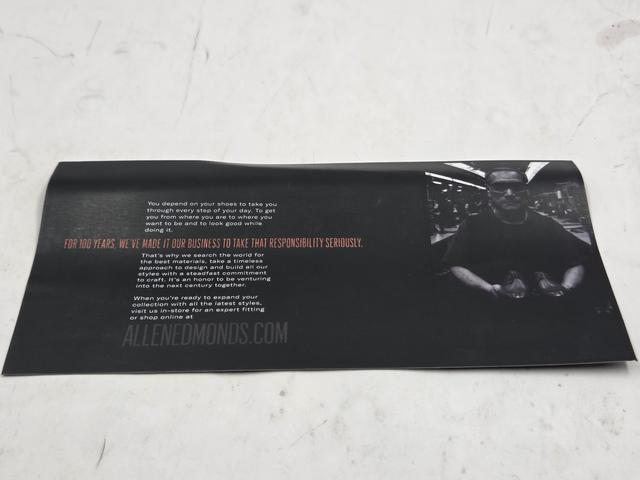 You depend on your shoes to take you
through every step of your day. To get
you from where you are to where you
want to be and to look good while
doing it.
FOR 100 YEARS, WE'VE MADE IT OUR BUSINESS TO TAKE THAT RESPONSIBILITY SERIOUSLY.
That's why we search the world for
the best materials, take a timeless
approach to design and build all our
styles with a steadfast commitment
to craft. It's an honor to be venturing
into the next century together.
When you're ready to expand your
collection with all the latest styles,
visit us in-store for an expert fitting
or shop online at
ALLENEDMONDS.COM